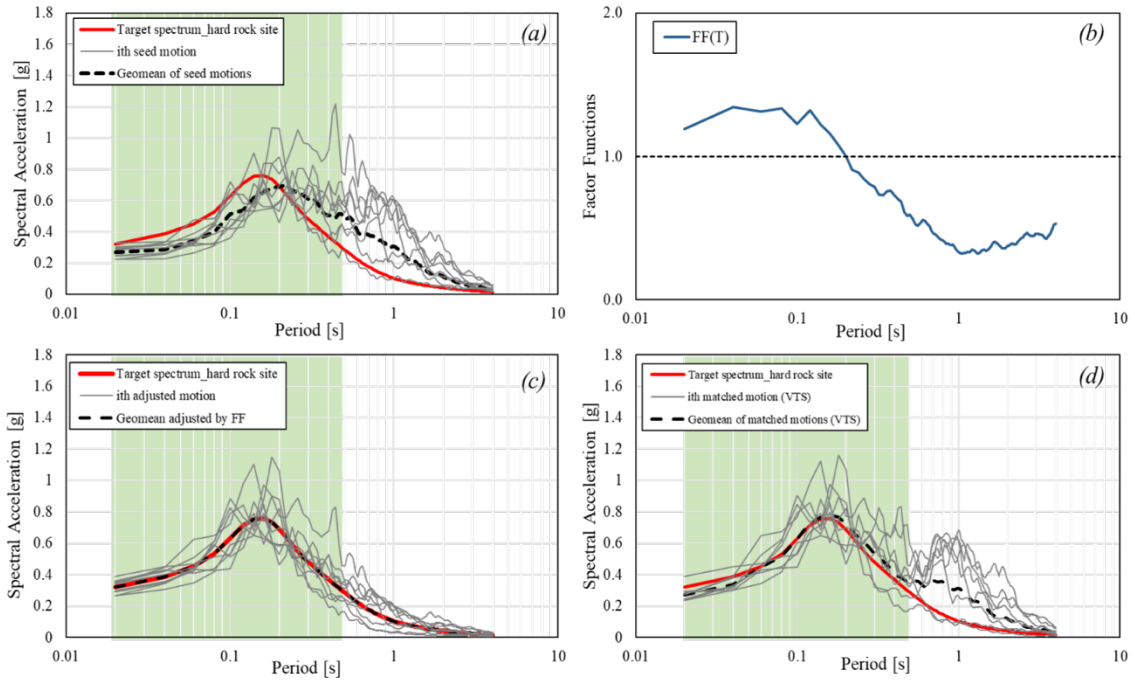 Target spectrum_hard rock site
ith seed motion
Geomean of seed motions
(a)
Spectral Acceleration [g]
1.8
1.6
1.4
1.2
1
0.8
0.6
0.4
0.2
0
0.01
0.1
1
10
Period [s]
FF(T)
(b)
Factor Functions
2.0
1.0
0.0
0.01
0.1
1
10
Period [s]
Target spectrum_hard rock site
ith adjusted motion
Geomean adjusted by FF
(c)
Spectral Acceleration [g]
1.8
1.6
1.4
1.2
1
0.8
0.6
0.4
0.2
0
0.01
0.1
1
10
Period [s]
Target spectrum_hard rock site
ith matched motion (VTS)
Geomean of matched motions (VTS)
(d)
Spectral Acceleration [g]
1.8
1.6
1.4
1.2
1
0.8
0.6
0.4
0.2
0
0.01
0.1
1
10
Period [s]